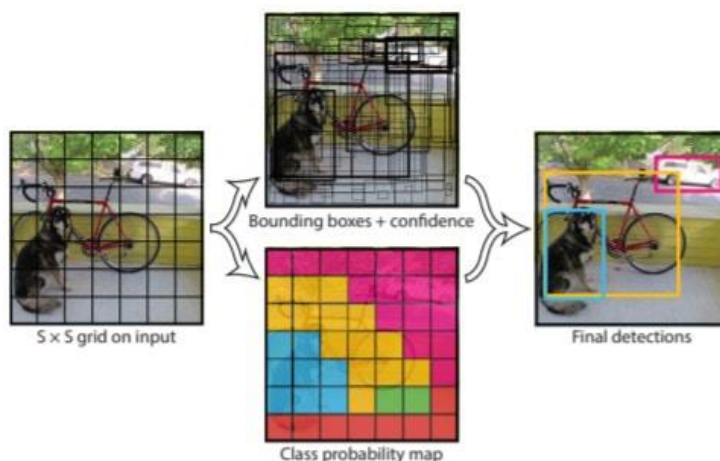 Bounding boxes + confidence
S × S grid on input
Final detections
Class probability map